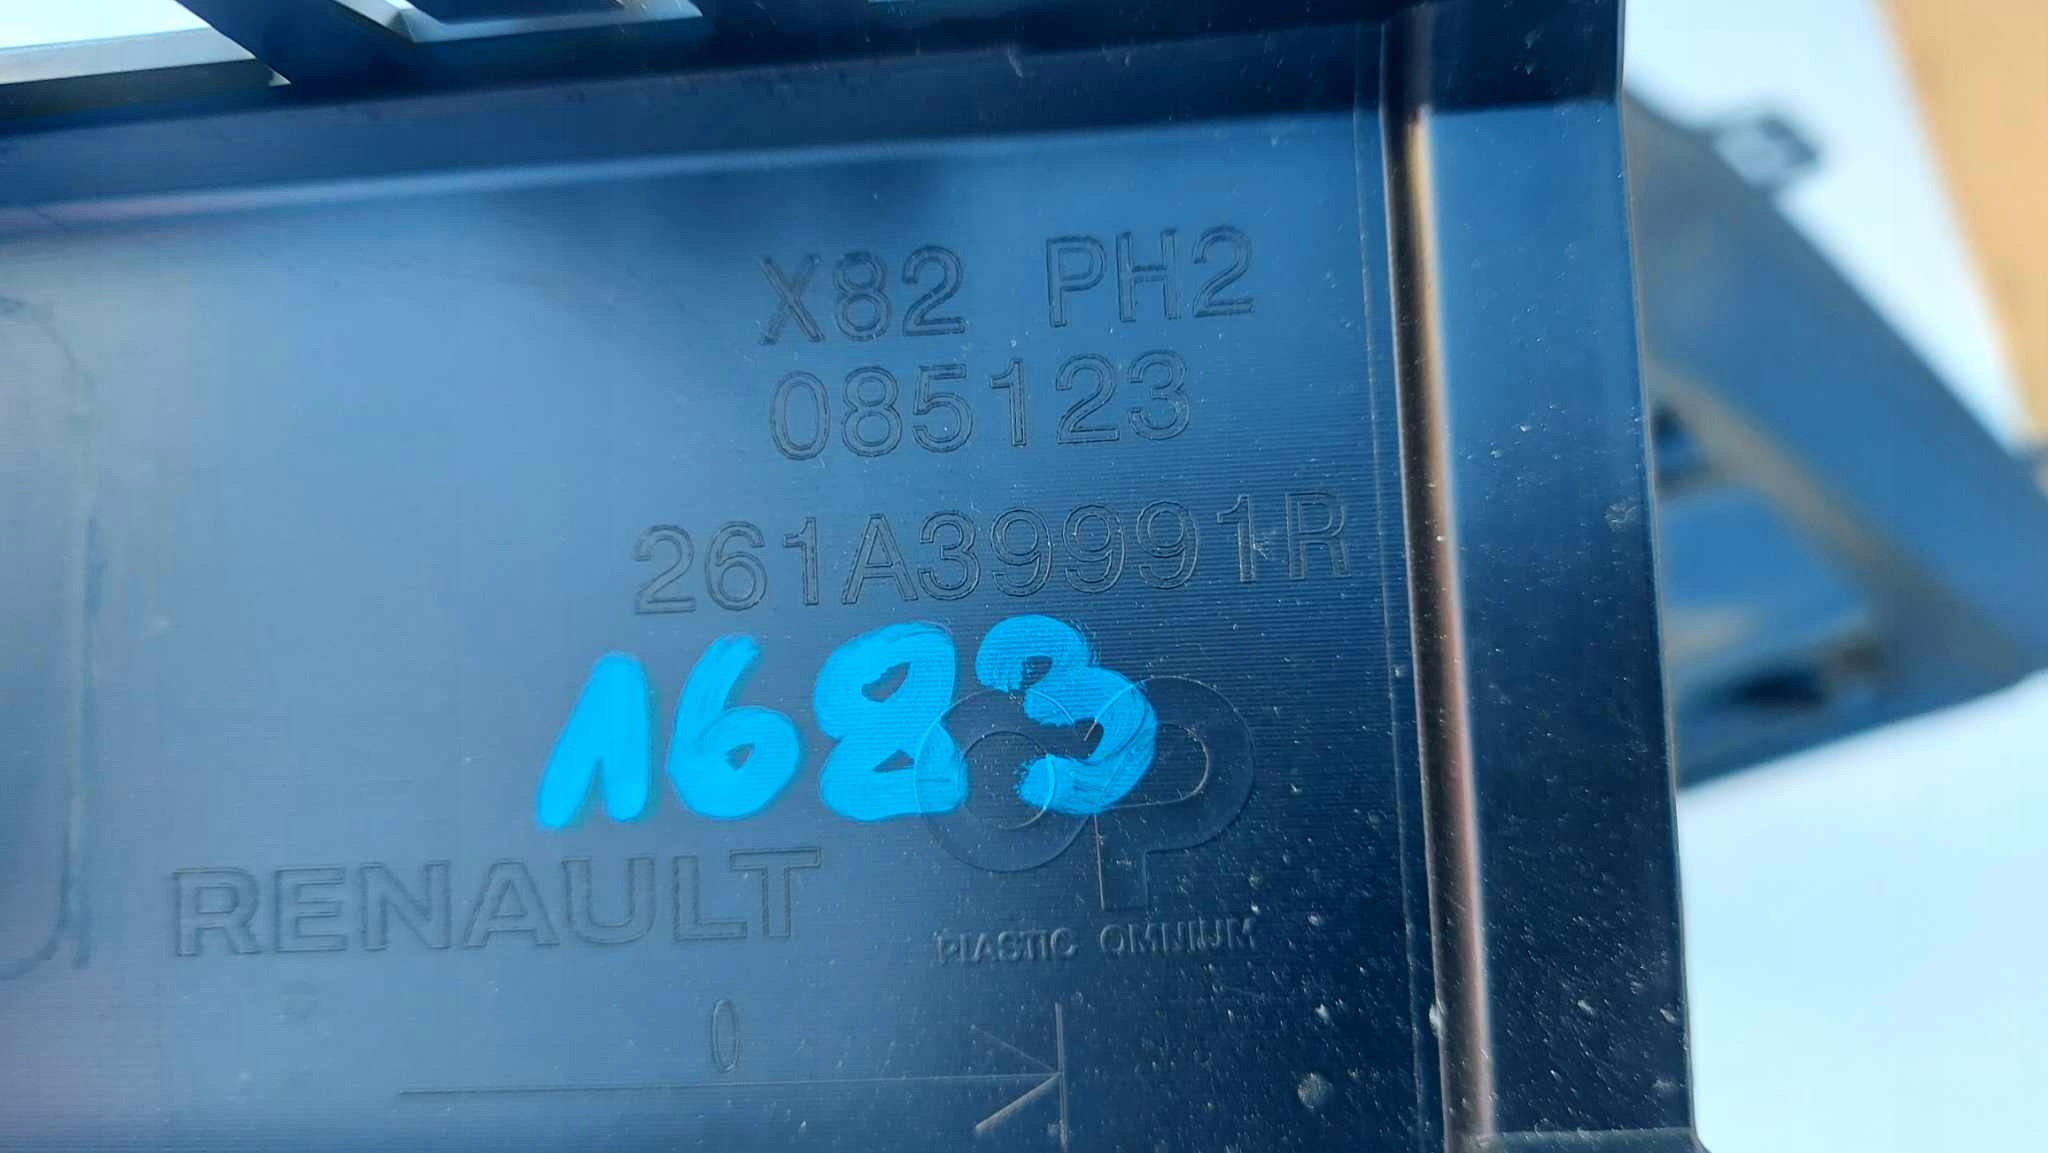 X82 PH2
085123
261A39991R
1683
RENAULT
PLASTIC OMNIUM
0